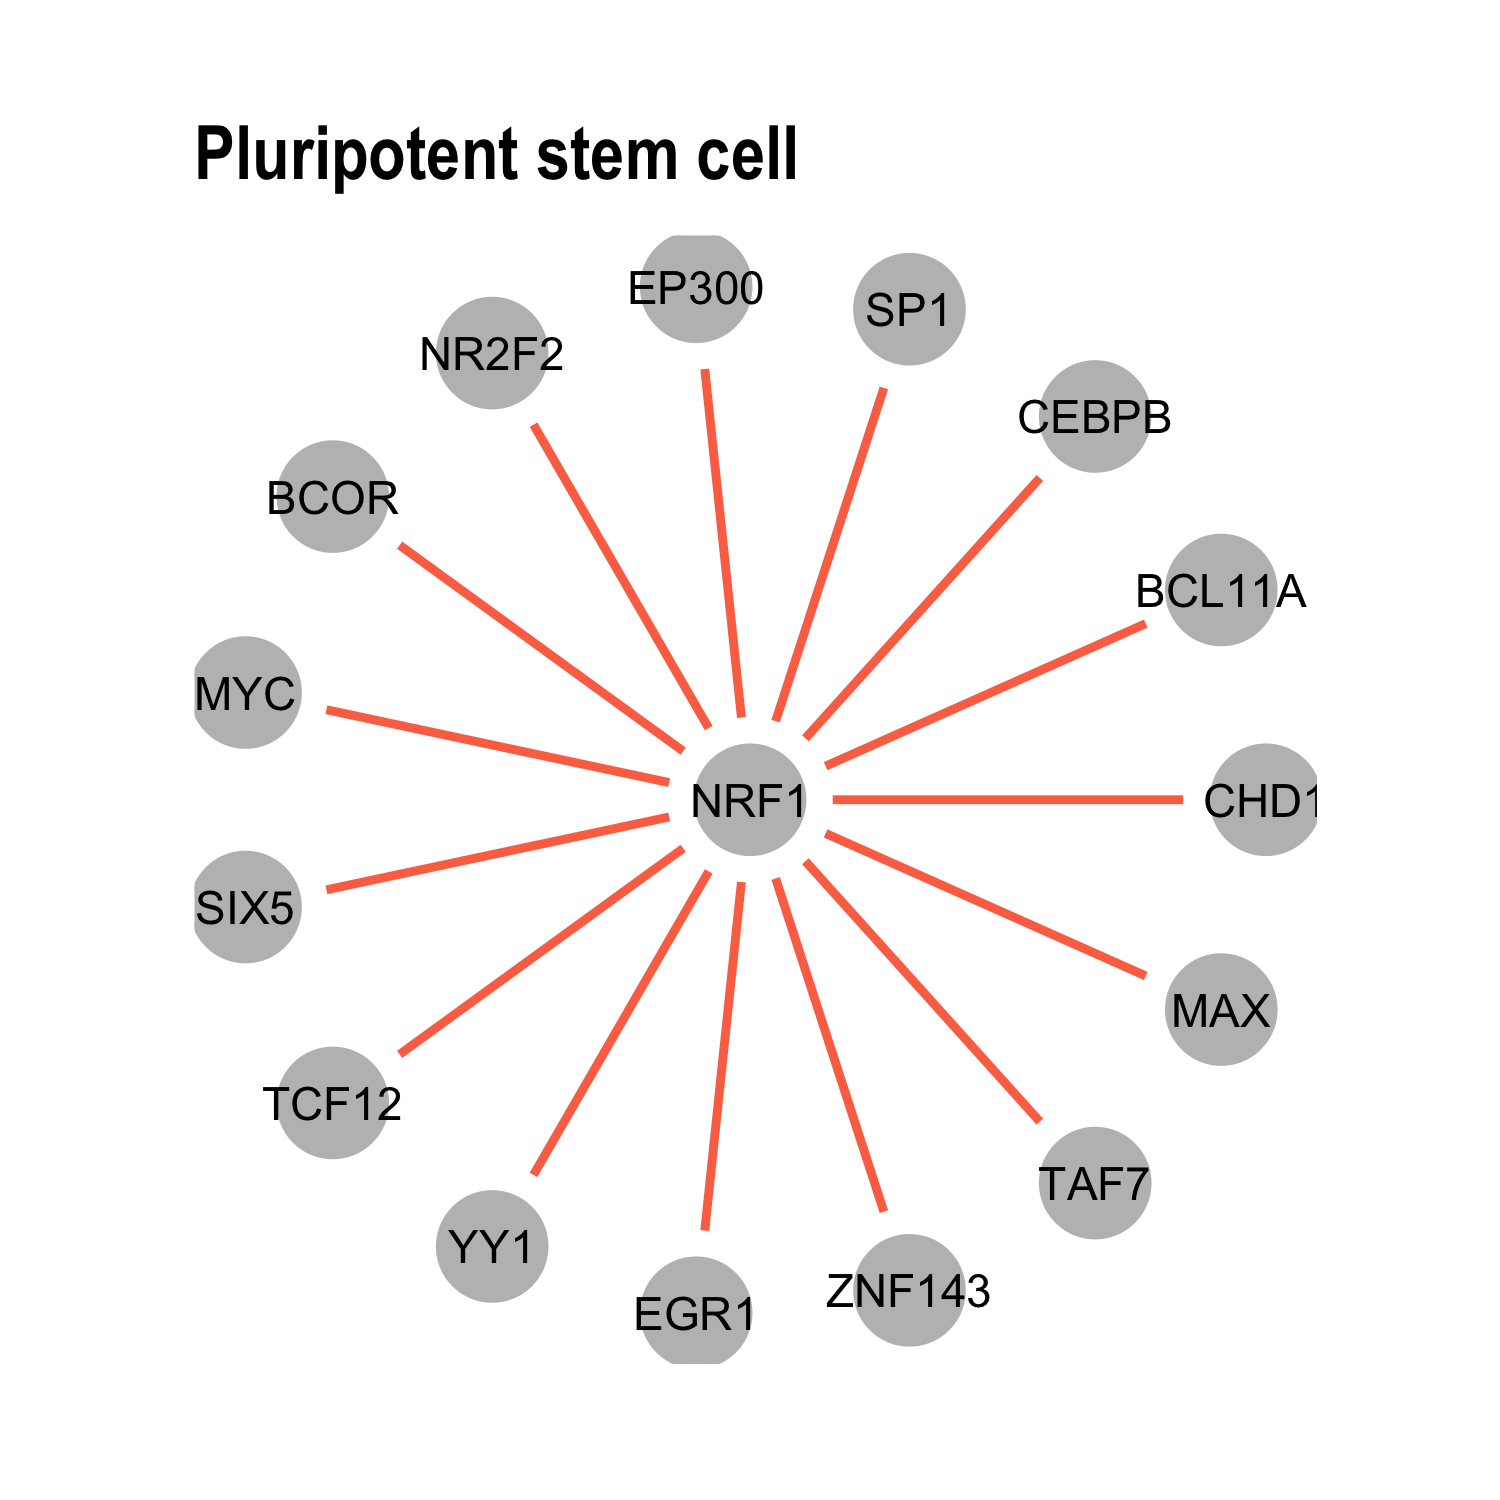 Pluripotent stem cell
EP300
SP1
NR2F2
CEBPB
BCOR
BCL11A
MYC
NRF1
CHD1
SIX5
MAX
TCF12
TAF7
YY1
ZNF143
EGR1